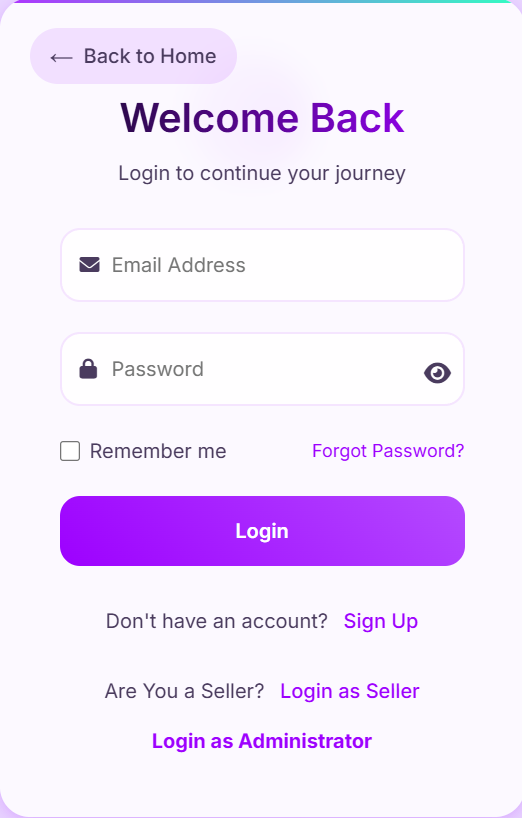 ← Back to Home
Welcome Back
Login to continue your journey
Email Address
Password
Remember me Forgot Password?
Login
Don't have an account? Sign Up
Are You a Seller? Login as Seller
Login as Administrator